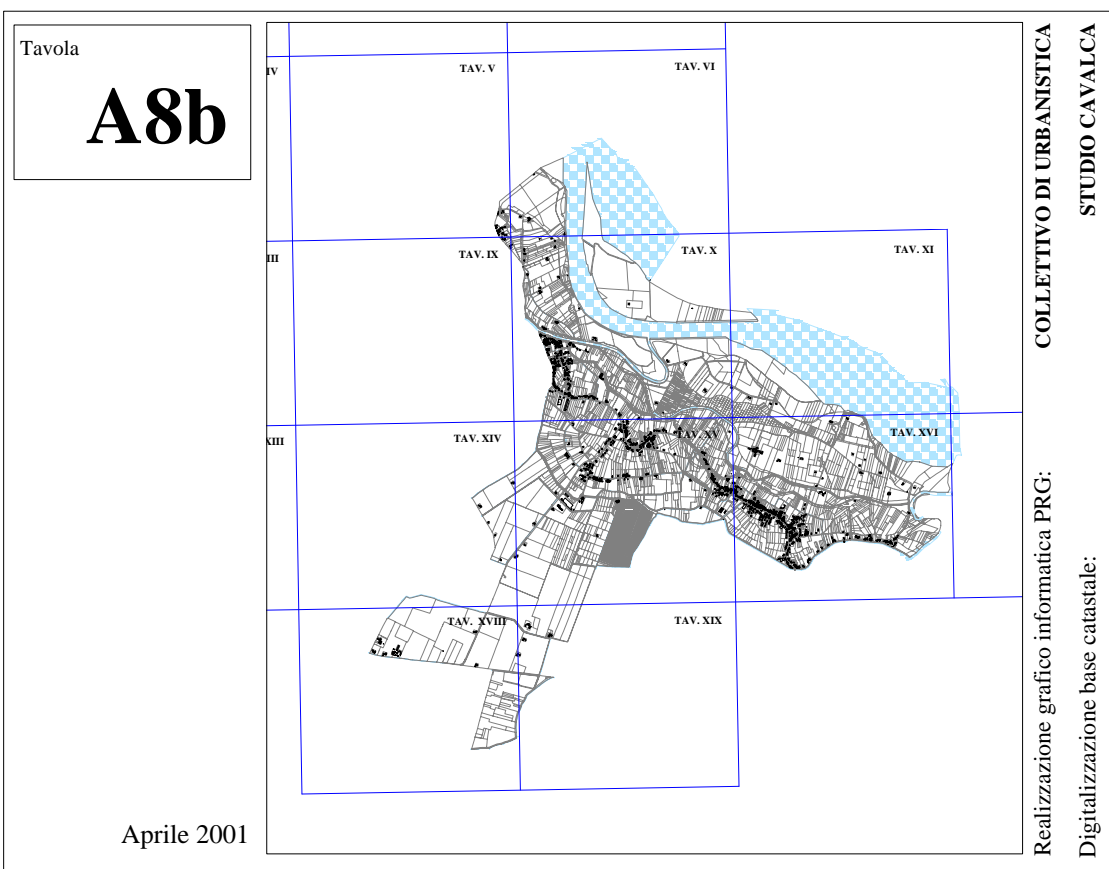 Tavola
A8b
Aprile 2001
IV
TAV. V
TAV. VI
III
TAV. IX
TAV. X
TAV. XI
XIII
TAV. XIV
TAV. XV
TAV. XVI
TAV. XVIII
TAV. XIX
Realizzazione grafico informatica PRG: COLLETTIVO DI URBANISTICA
Digitalizzazione base catastale: STUDIO CAVALCA